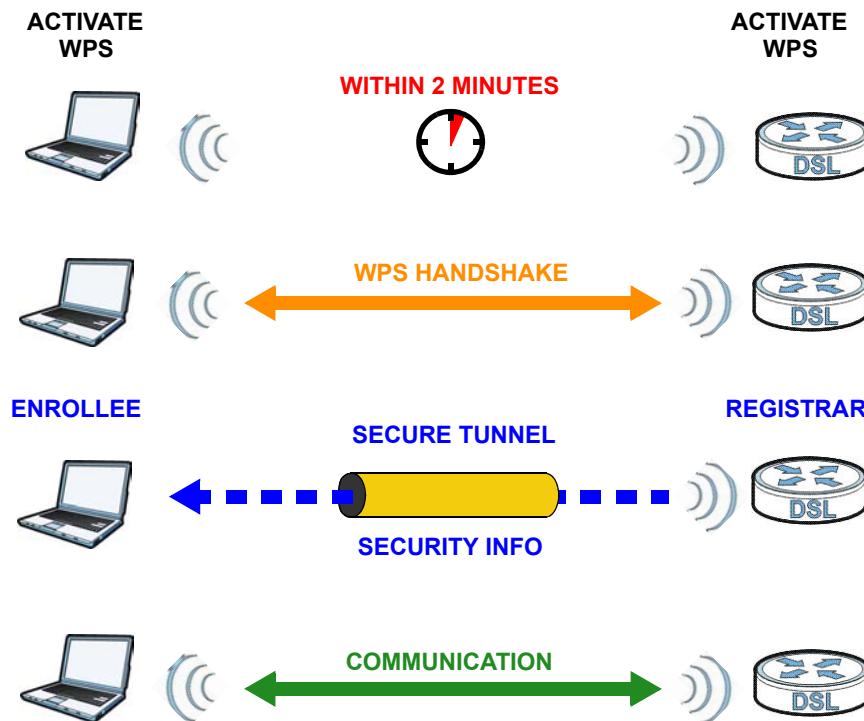 ACTIVATE
WPS
ACTIVATE
WPS
WITHIN 2 MINUTES
DSL
WPS HANDSHAKE
DSL
ENROLLEE
REGISTRAR
SECURE TUNNEL
DSL
SECURITY INFO
COMMUNICATION
DSL